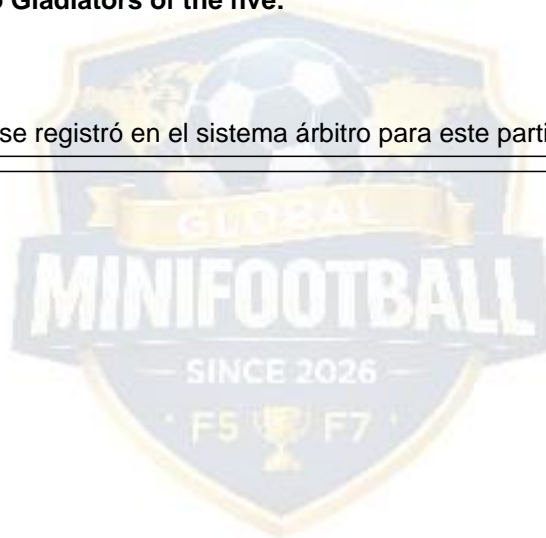 Gladiators of the five.
se registró en el sistema árbitro para este parti
GLOBAL
MINIFOOTBALL
SINCE 2026
F5 F7